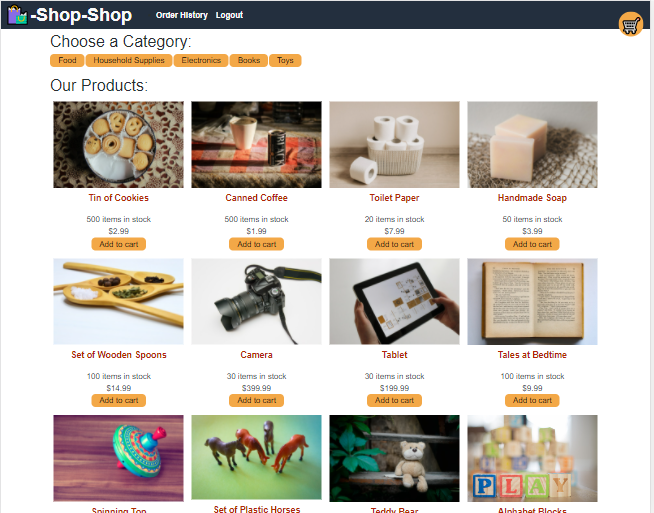 -Shop-Shop
Order History Logout
Choose a Category:
Food Household Supplies Electronics Books Toys
Our Products:
Tin of Cookies Canned Coffee Toilet Paper Handmade Soap
500 items in stock 500 items in stock 20 items in stock 50 items in stock
$2.99 $1.99 $7.99 $3.99
Add to cart Add to cart Add to cart Add to cart
Set of Wooden Spoons Camera Tablet Tales at Bedtime
100 items in stock 30 items in stock 30 items in stock 100 items in stock
$14.99 $399.99 $199.99 $9.99
Add to cart Add to cart Add to cart Add to cart
PLAY
Spinning Top Set of Plastic Horses Teddy Bear Alphabet Blocks